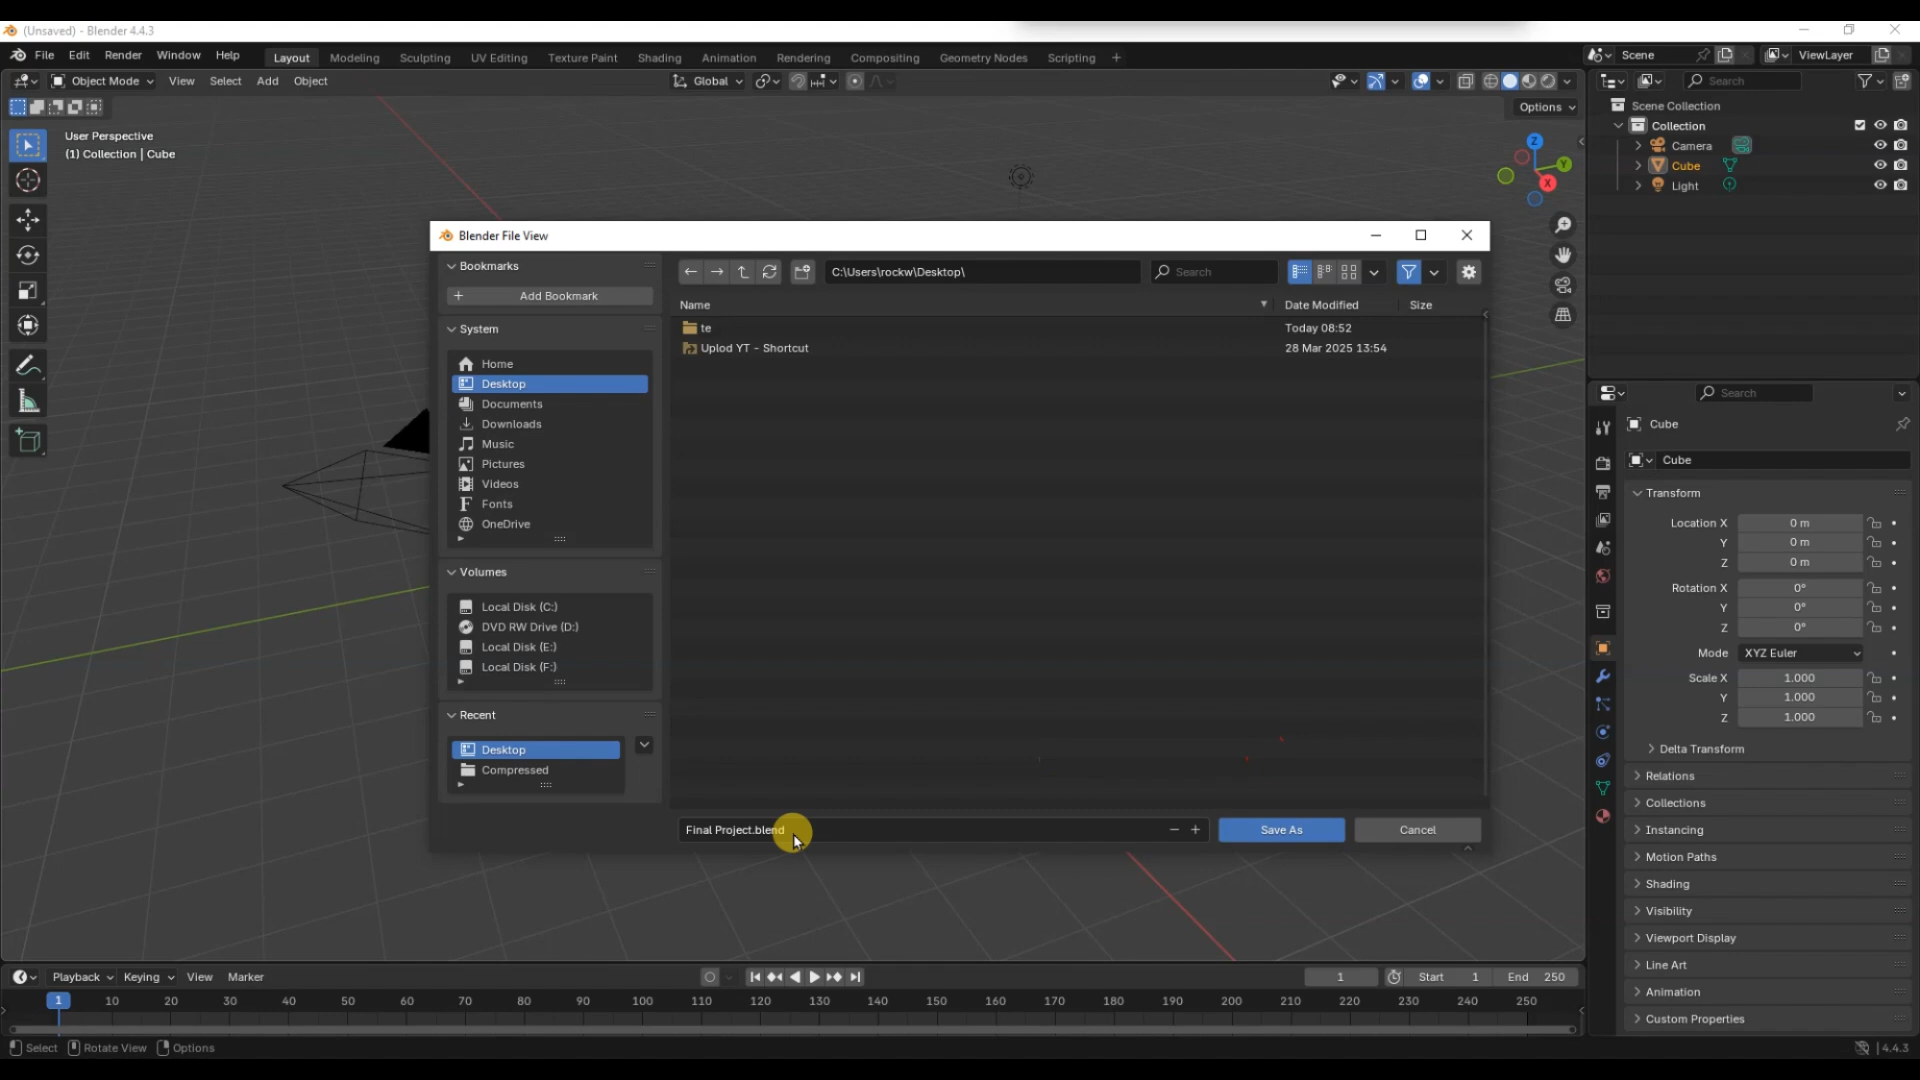 (Unsaved) - Blender 4.4.3
File Edit Render Window Help Layout Modeling Sculpting UV Editing Texture Paint Shading Animation Rendering Compositing Geometry Nodes Scripting + Scene ViewLayer
Object Mode View Select Add Object Global Search
Options
User Perspective
(1) Collection | Cube
Z
Y
X
Scene Collection
Collection
Camera
Cube
Light
Blender File View
Bookmarks
+ Add Bookmark
System
Home
Desktop
Documents
Downloads
Music
Pictures
Videos
Fonts
OneDrive
Volumes
Local Disk (C:)
DVD RW Drive (D:)
Local Disk (E:)
Local Disk (F:)
Recent
Desktop
Compressed
C:\Users\rockw\Desktop\ Search
Name Date Modified Size
te Today 08:52
Uplod YT - Shortcut 28 Mar 2025 13:54
Final Project.blend - + Save As Cancel
Search
Cube
Cube
Transform
Location X 0 m
Y 0 m
Z 0 m
Rotation X 0°
Y 0°
Z 0°
Mode XYZ Euler
Scale X 1.000
Y 1.000
Z 1.000
Delta Transform
Relations
Collections
Instancing
Motion Paths
Shading
Visibility
Viewport Display
Line Art
Animation
Custom Properties
Playback Keying View Marker 1 Start 1 End 250
1 10 20 30 40 50 60 70 80 90 100 110 120 130 140 150 160 170 180 190 200 210 220 230 240 250
Select Rotate View Options 4.4.3